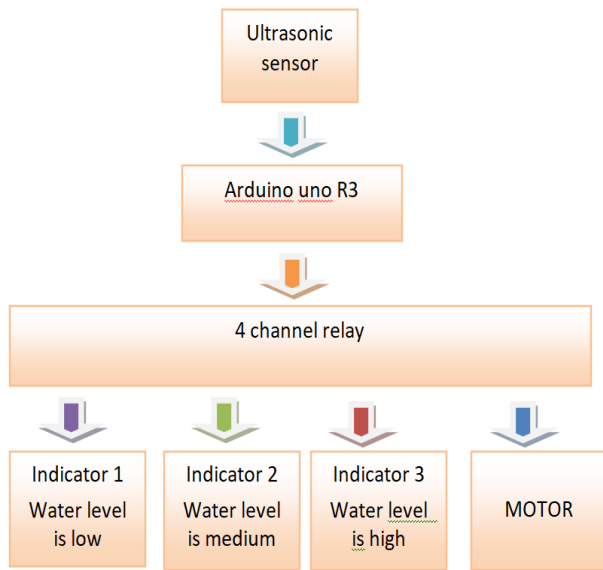 Ultrasonic
sensor
Arduino uno R3
4 channel relay
Indicator 1
Water level
is low
Indicator 2
Water level
is medium
Indicator 3
Water level
is high
MOTOR